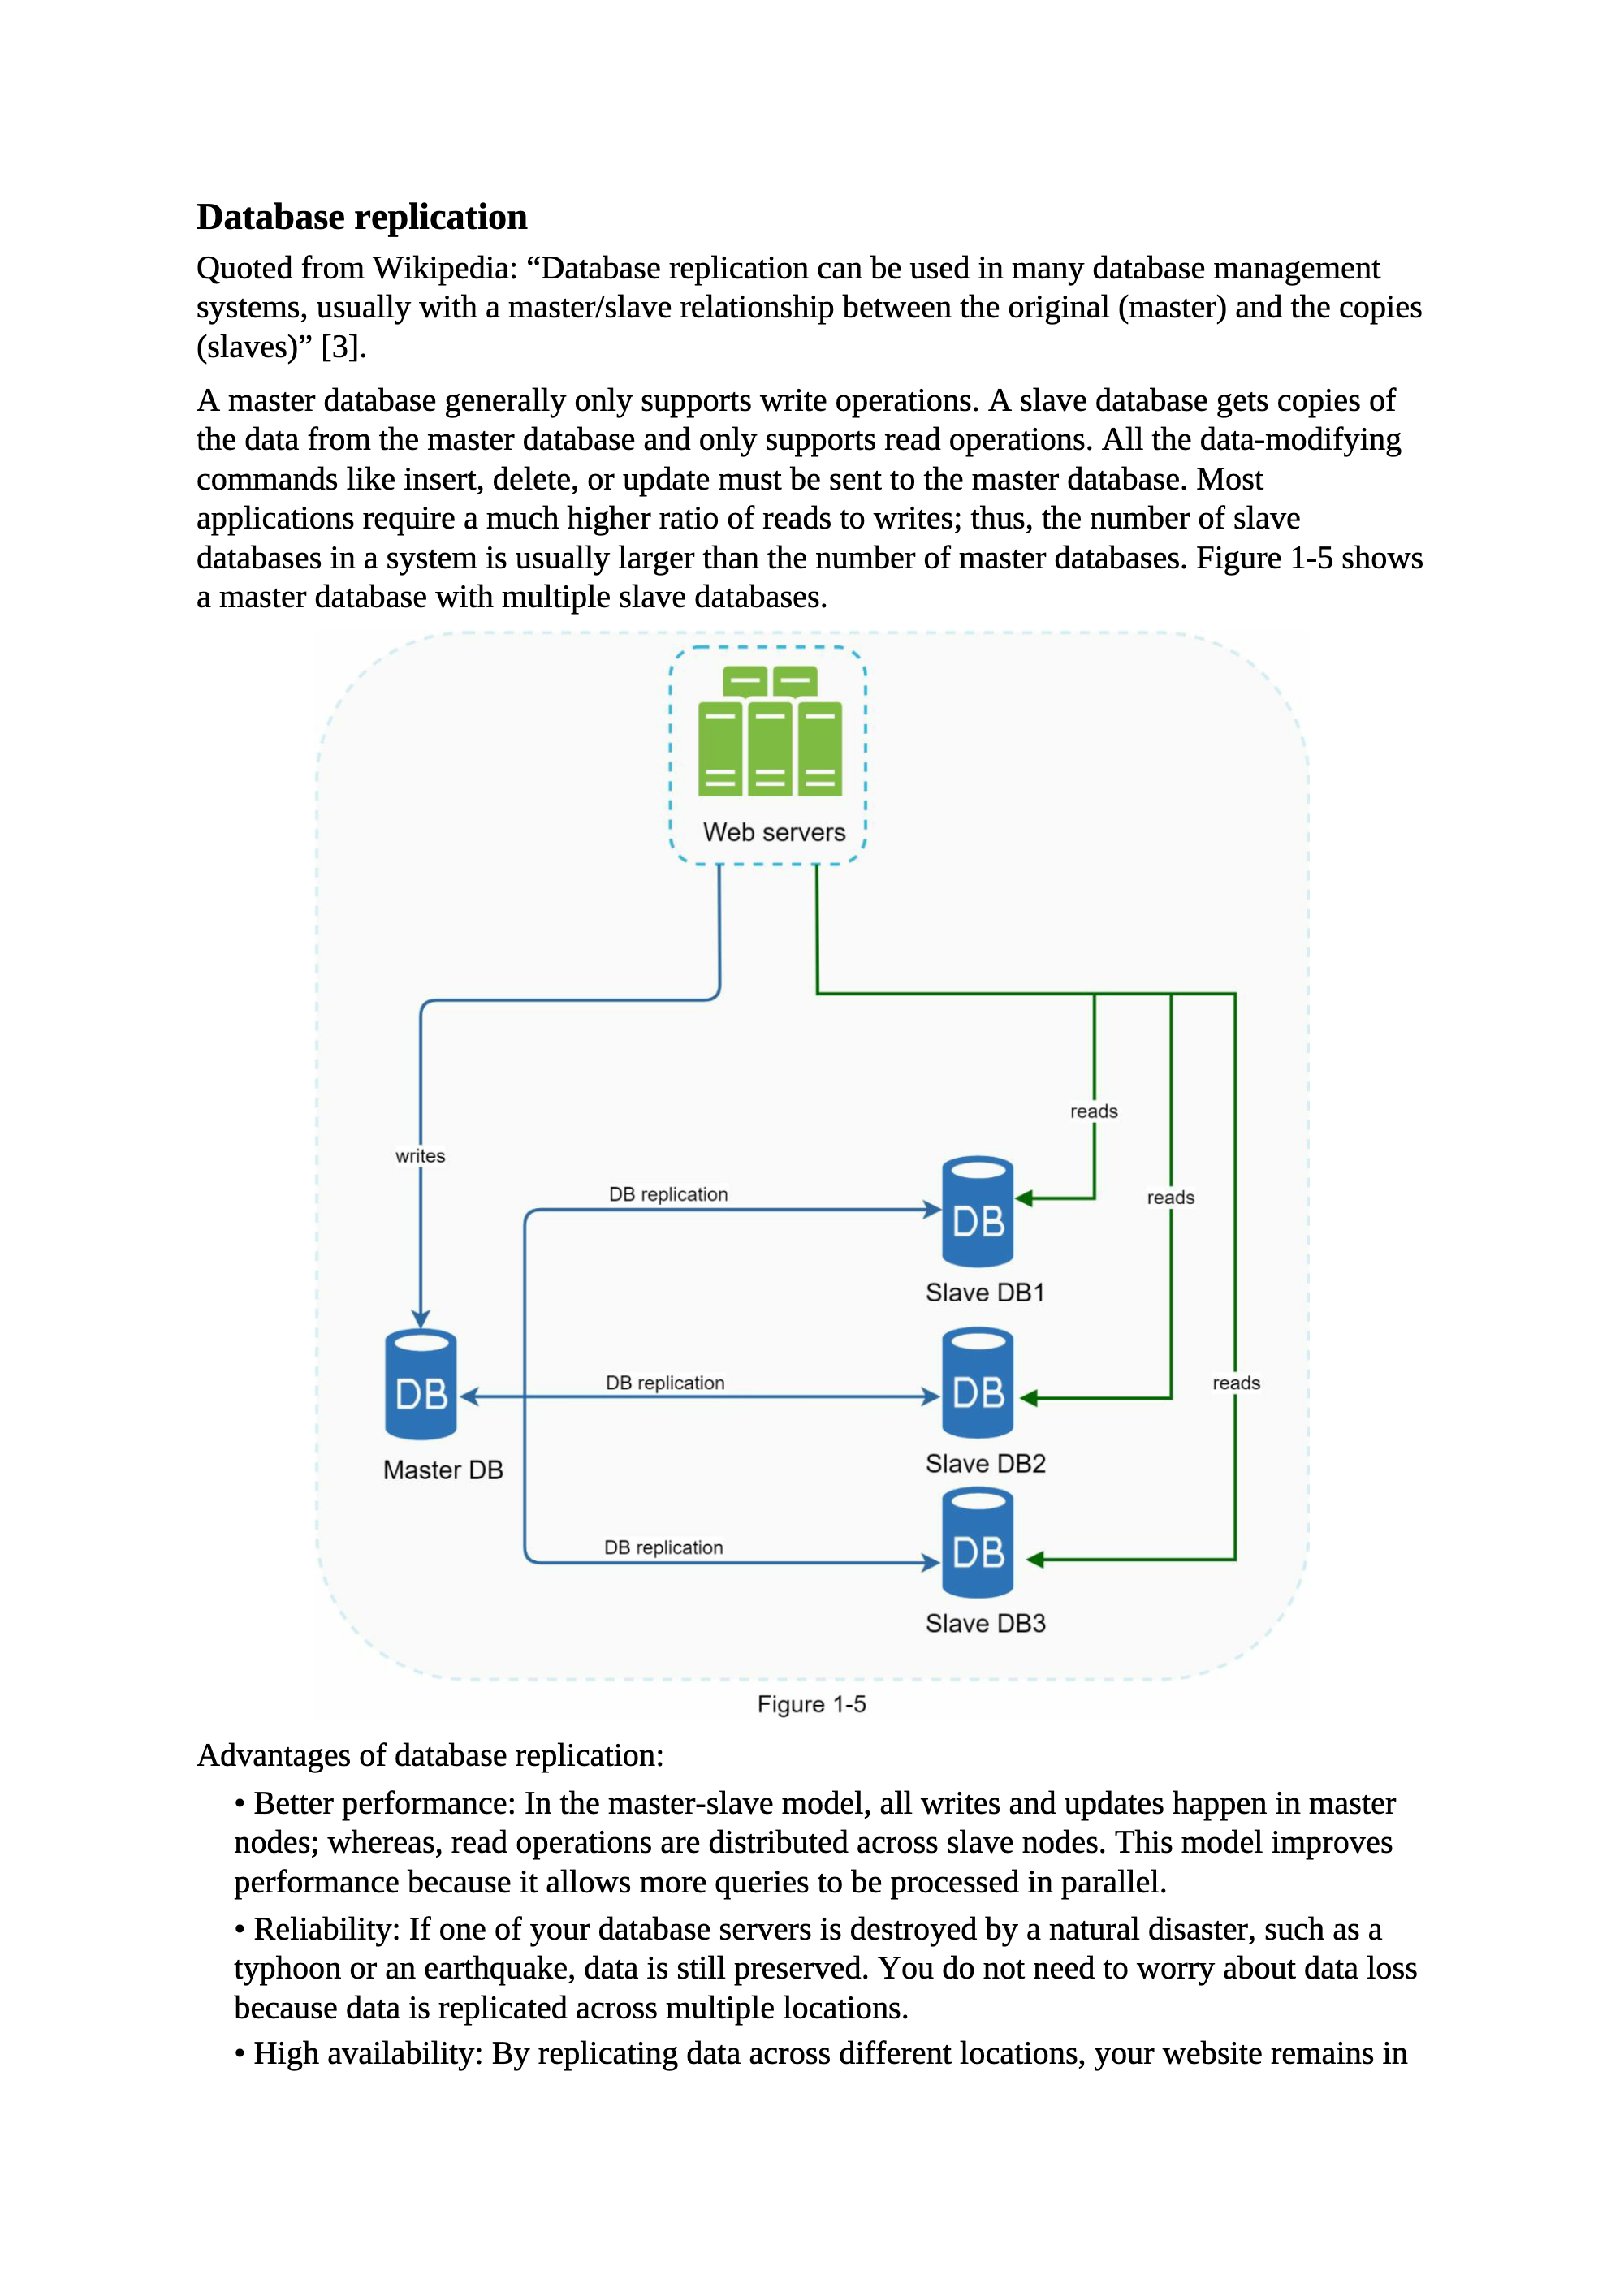 Database replication
Quoted from Wikipedia: “Database replication can be used in many database management
systems, usually with a master/slave relationship between the original (master) and the copies
(slaves)” [3].
A master database generally only supports write operations. A slave database gets copies of
the data from the master database and only supports read operations. All the data-modifying
commands like insert, delete, or update must be sent to the master database. Most
applications require a much higher ratio of reads to writes; thus, the number of slave
databases in a system is usually larger than the number of master databases. Figure 1-5 shows
a master database with multiple slave databases.
Web servers
reads
writes
DB replication
reads
DB
Slave DB1
DB replication
reads
DB
DB
Master DB
Slave DB2
DB replication
DB
Slave DB3
Figure 1-5
Advantages of database replication:
• Better performance: In the master-slave model, all writes and updates happen in master
nodes; whereas, read operations are distributed across slave nodes. This model improves
performance because it allows more queries to be processed in parallel.
• Reliability: If one of your database servers is destroyed by a natural disaster, such as a
typhoon or an earthquake, data is still preserved. You do not need to worry about data loss
because data is replicated across multiple locations.
• High availability: By replicating data across different locations, your website remains in